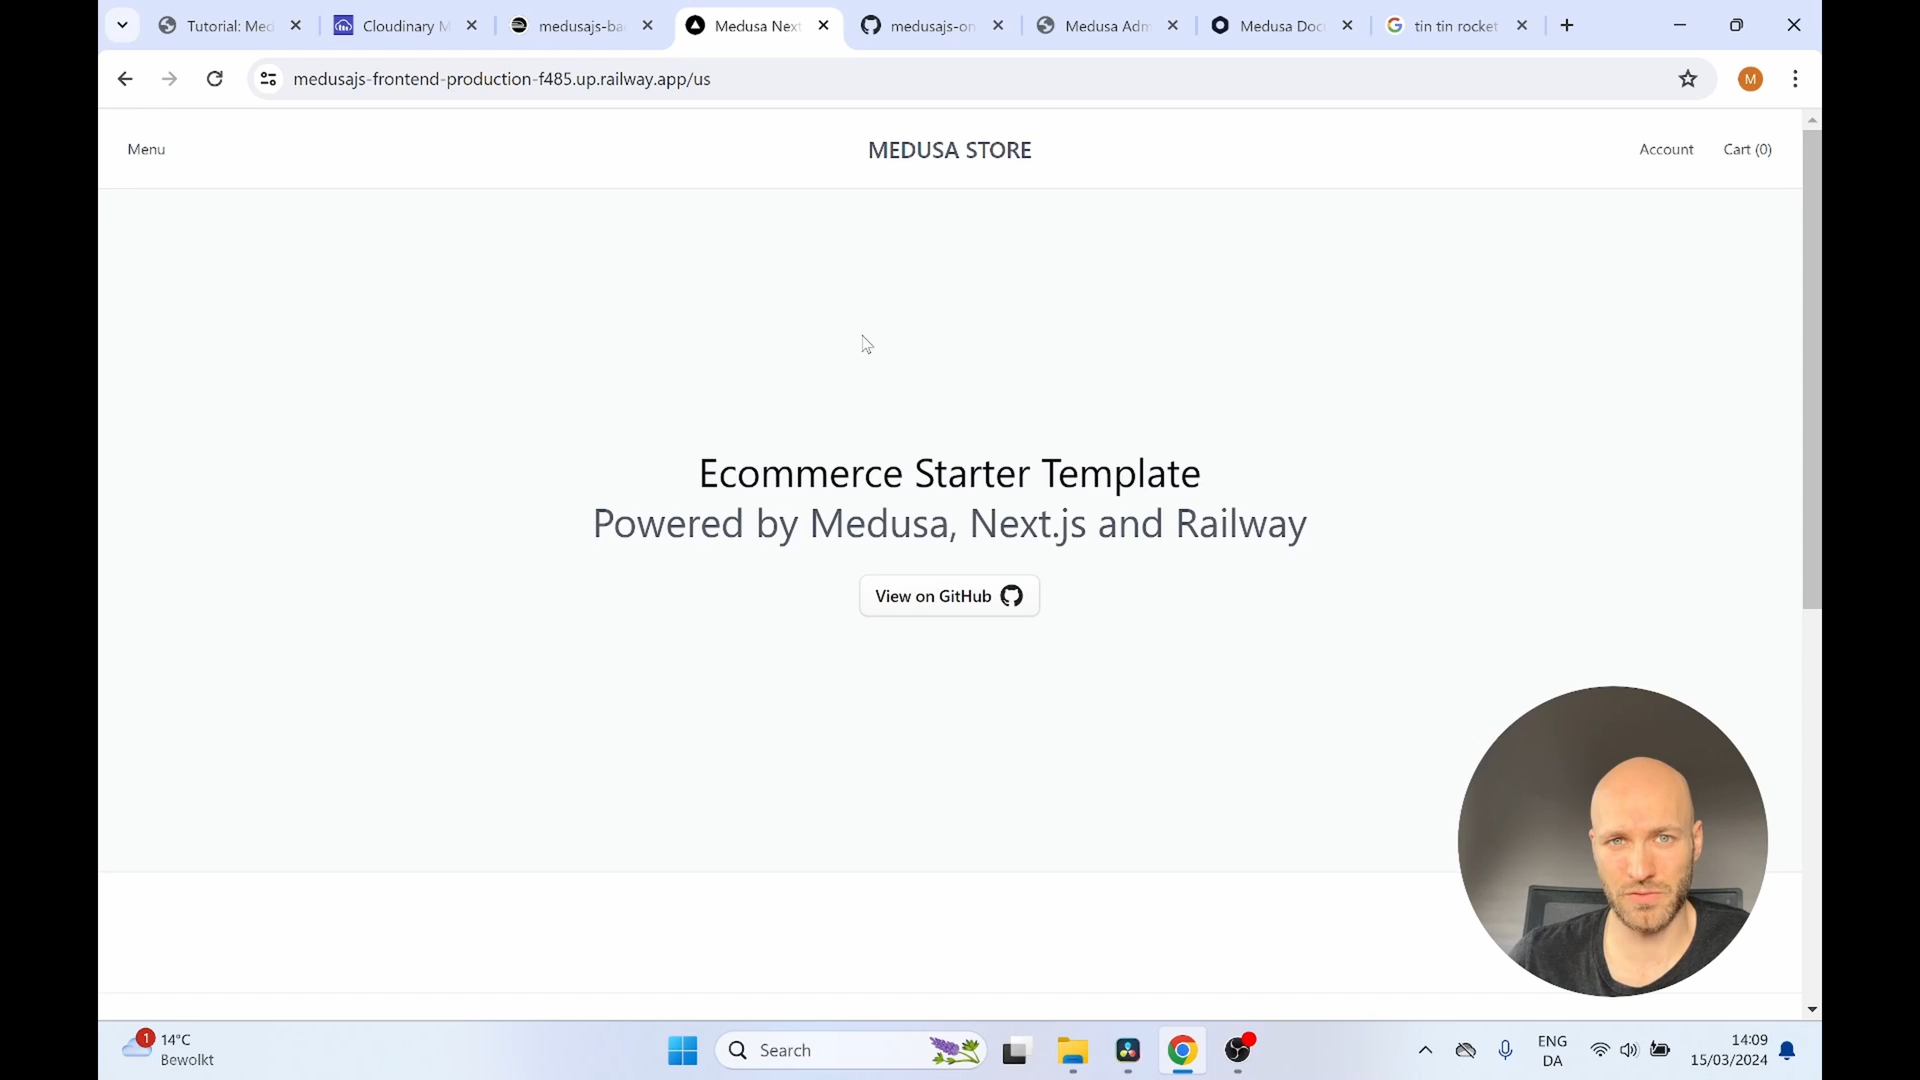 Tutorial: Med
Cloudinary M
medusajs-ba
Medusa Next
medusajs-on
Medusa Adm
Medusa Doc
tin tin rocket
medusajs-frontend-production-f485.up.railway.app/us
M
Menu
MEDUSA STORE
Account
Cart (0)
Ecommerce Starter Template
Powered by Medusa, Next.js and Railway
View on GitHub
1
14°C
Bewolkt
Search
ENG
DA
14:09
15/03/2024